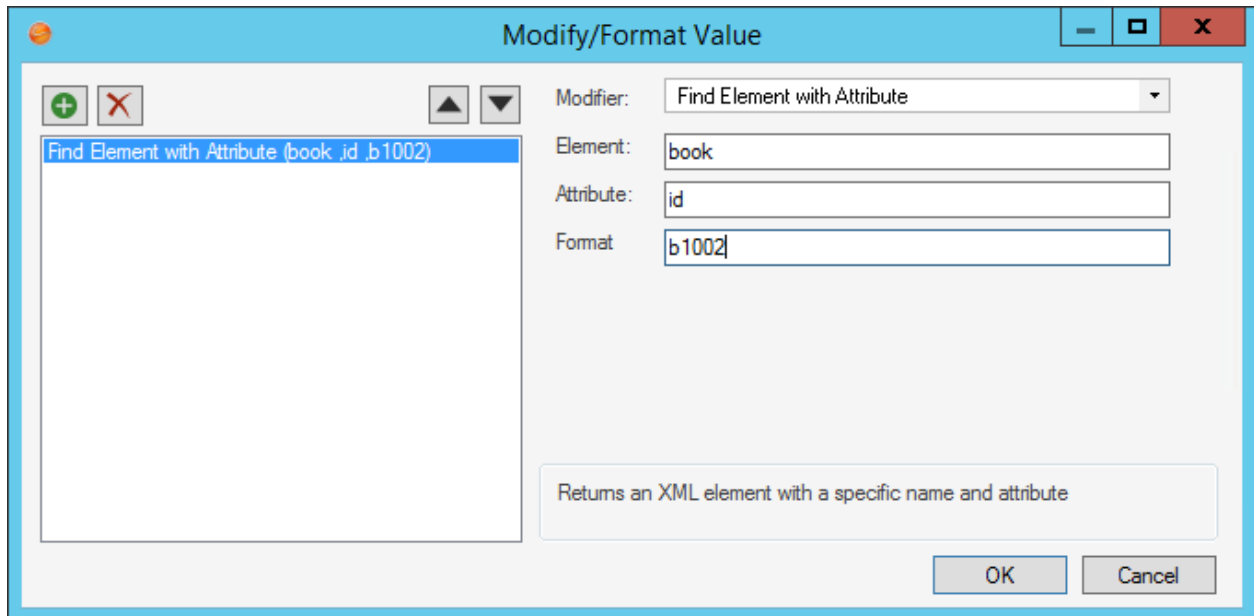 Modify/Format Value
Modifier: Find Element with Attribute
Find Element with Attribute (book ,id ,b1002)
Element: book
Attribute: id
Format b1002
Returns an XML element with a specific name and attribute
OK Cancel